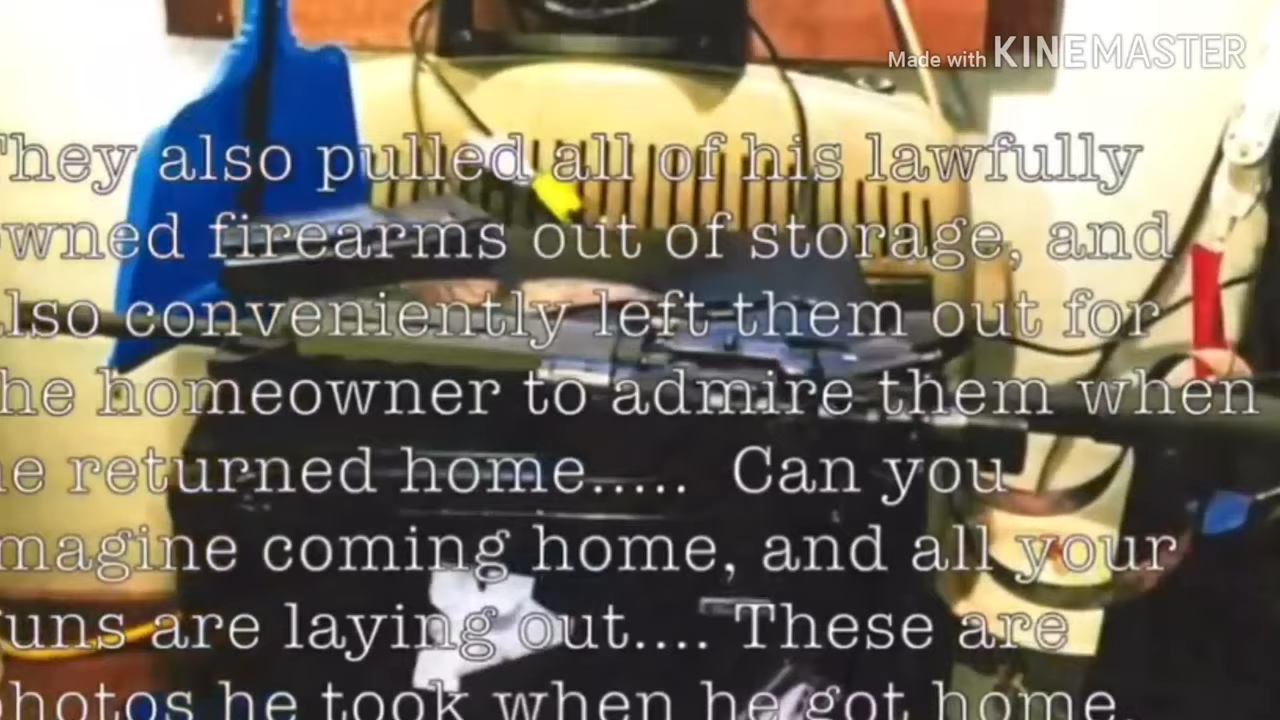 Made with KINEMASTER
They also pulled all of his lawfully
owned firearms out of storage, and
also conveniently left them out for
the homeowner to admire them when
he returned home..... Can you
imagine coming home, and all your
guns are laying out.... These are
photos he took when he got home